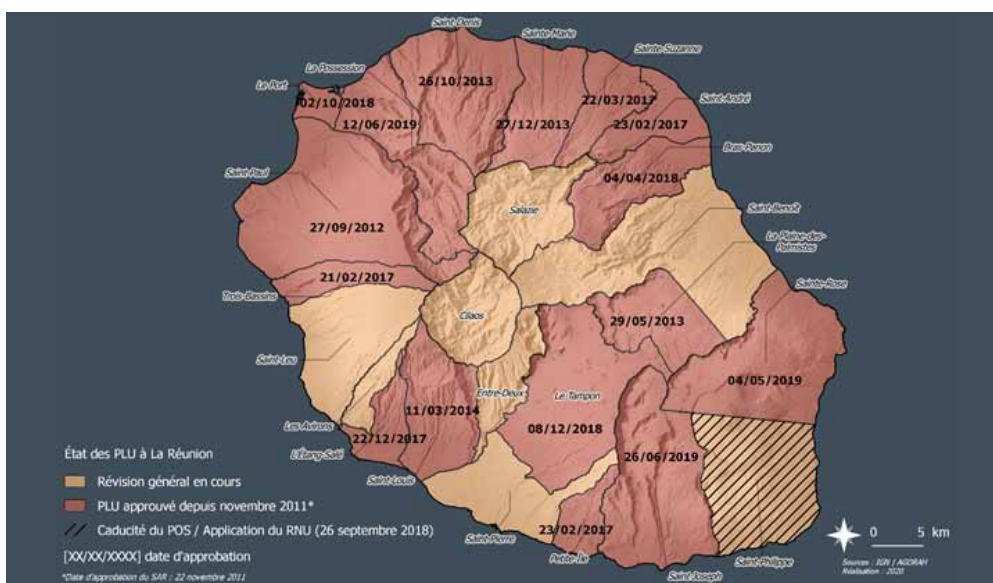 Saint-Denis
Sainte-Marie
Sainte-Suzanne
La Possession
26/10/2013
Le Port
02/10/2018
22/03/2017
Saint-André
12/06/2019
27/12/2013
23/02/2017
Bras-Panon
Saint-Paul
04/04/2018
Salazie
Saint-Benoît
27/09/2012
La Plaine-des-
Palmistes
21/02/2017
Sainte-Rose
Trois-Bassins
Cilaos
29/05/2013
Saint-Leu
04/05/2019
Entre-Deux
Le Tampon
11/03/2014
Les Avirons
08/12/2018
22/12/2017
L'Étang-Salé
26/06/2019
Saint-Louis
23/02/2017
Saint-Pierre
Petite-Île
Saint-Joseph
Saint-Philippe
État des PLU à La Réunion
Révision général en cours
PLU approuvé depuis novembre 2011*
Caducité du POS / Application du RNU (26 septembre 2018)
[XX/XX/XXXX] date d'approbation
*Date d'approbation du SAR : 22 novembre 2011
0 5 km
Sources : IGN / AGORAH
Réalisation : 2020